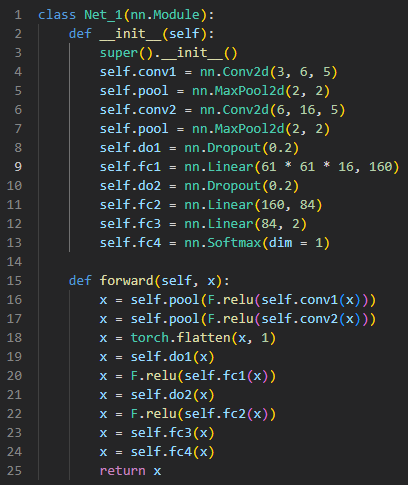 1 class Net_1(nn.Module):
2     def __init__(self):
3         super().__init__()
4         self.conv1 = nn.Conv2d(3, 6, 5)
5         self.pool = nn.MaxPool2d(2, 2)
6         self.conv2 = nn.Conv2d(6, 16, 5)
7         self.pool = nn.MaxPool2d(2, 2)
8         self.do1 = nn.Dropout(0.2)
9         self.fc1 = nn.Linear(61 * 61 * 16, 160)
10         self.do2 = nn.Dropout(0.2)
11         self.fc2 = nn.Linear(160, 84)
12         self.fc3 = nn.Linear(84, 2)
13         self.fc4 = nn.Softmax(dim = 1)
14
15     def forward(self, x):
16         x = self.pool(F.relu(self.conv1(x)))
17         x = self.pool(F.relu(self.conv2(x)))
18         x = torch.flatten(x, 1)
19         x = self.do1(x)
20         x = F.relu(self.fc1(x))
21         x = self.do2(x)
22         x = F.relu(self.fc2(x))
23         x = self.fc3(x)
24         x = self.fc4(x)
25         return x